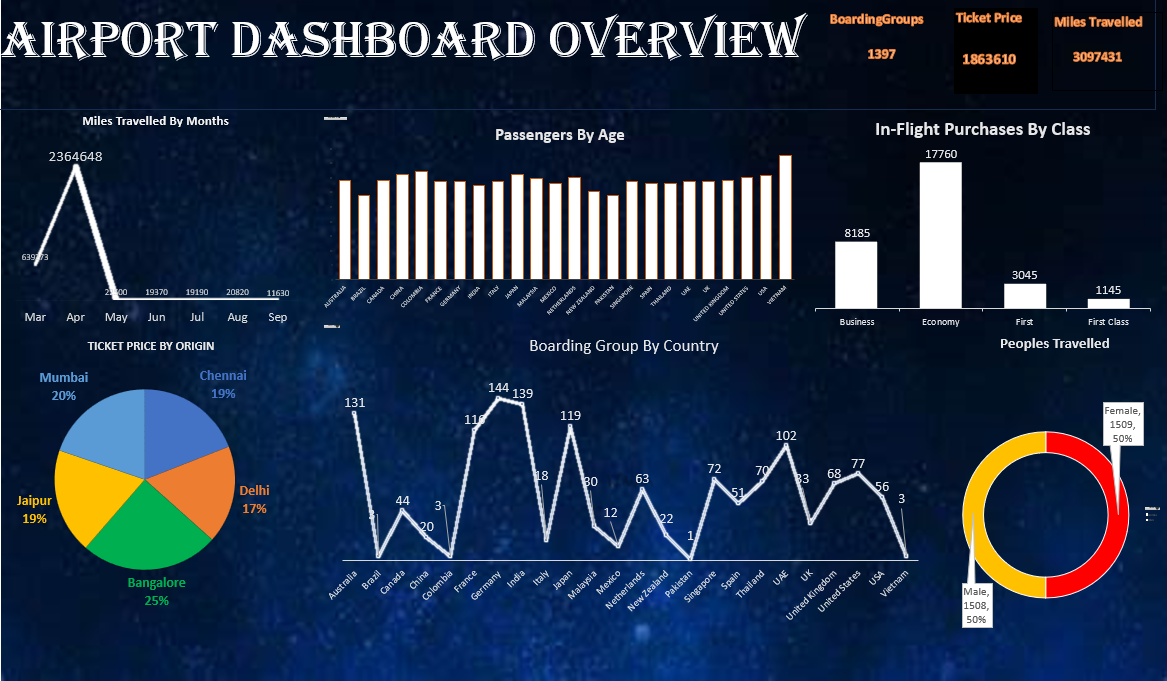 AIRPORT DASHBOARD OVERVIEW
BoardingGroups
1397
Ticket Price
1863610
Miles Travelled
3097431
Miles Travelled By Months
2364648
19370
19190
20820
11630
Mar Apr May Jun Jul Aug Sep
Passengers By Age
AUSTRALIA BRAZIL CANADA CHINA COLOMBIA FRANCE GERMANY INDIA ITALY JAPAN MALAYSIA MEXICO NETHERLANDS NEW ZEALAND PAKISTAN SINGAPORE SPAIN THAILAND UAE UK UNITED KINGDOM UNITED STATES USA VIETNAM
In-Flight Purchases By Class
8185
17760
3045
1145
Business Economy First First Class
TICKET PRICE BY ORIGIN
Chennai
19%
Delhi
17%
Bangalore
25%
Jaipur
19%
Mumbai
20%
Boarding Group By Country
131
3
44
20
3
116
144
139
18
119
30
12
63
22
1
72
51
70
102
33
68
77
56
3
Australia Brazil Canada China Colombia France Germany India Italy Japan Malaysia Mexico Netherlands New Zealand Pakistan Singapore Spain Thailand UAE UK United Kingdom United States USA Vietnam
Peoples Travelled
Female,
1509,
50%
Male,
1508,
50%